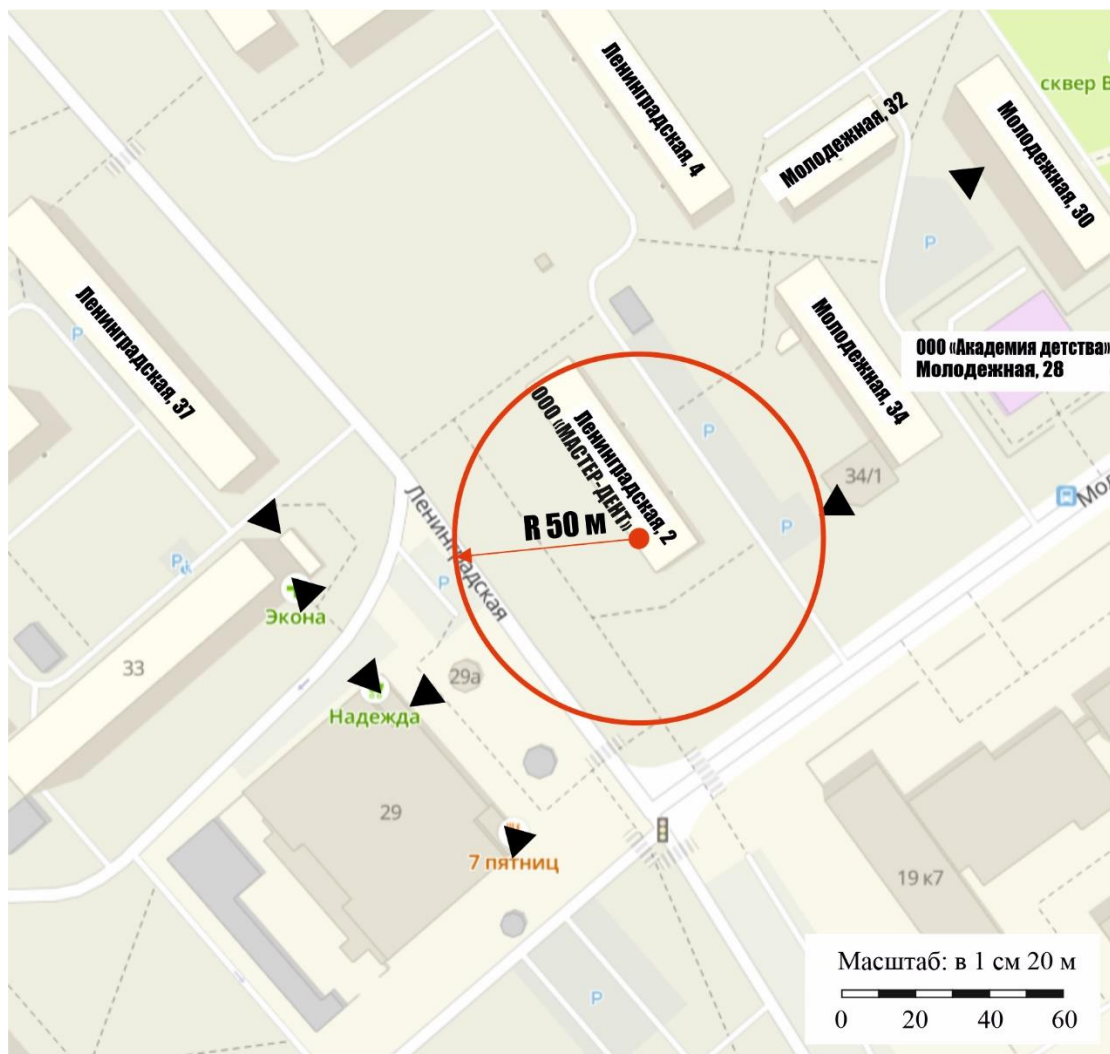 сквер В
Ленинградская, 4
Молодежная, 32
Молодежная, 30
P
Ленинградская, 37
P
ООО «Академия детства»
Молодежная, 28
Молодежная, 34
Ленинградская, 2
ООО «МАСТЕР-ДЕНТ»
P
34/1
Мол
Ленинградская
R 50 м
P
P
P
Экона
33
29а
Надежда
29
7 пятниц
19 к7
P
Масштаб: в 1 см 20 м
0 20 40 60